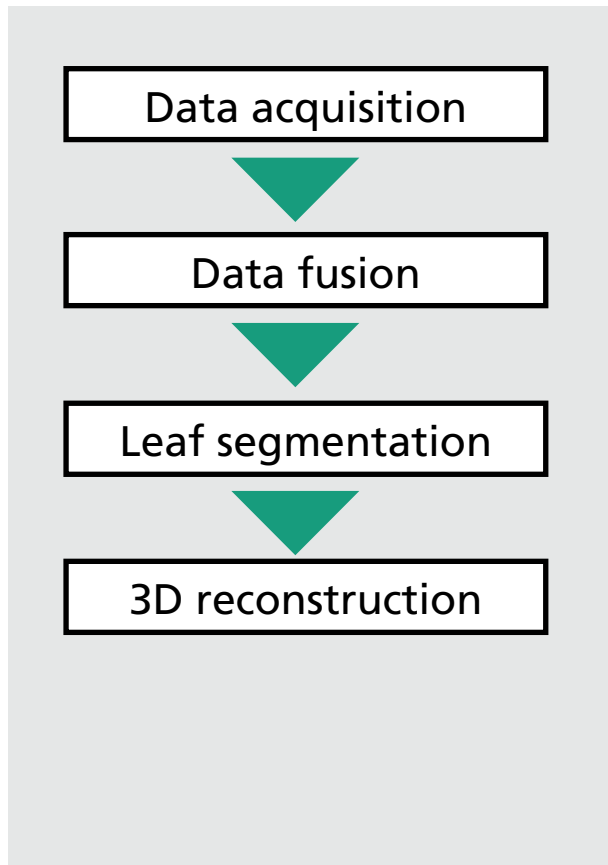 Data acquisition
Data fusion
Leaf segmentation
3D reconstruction